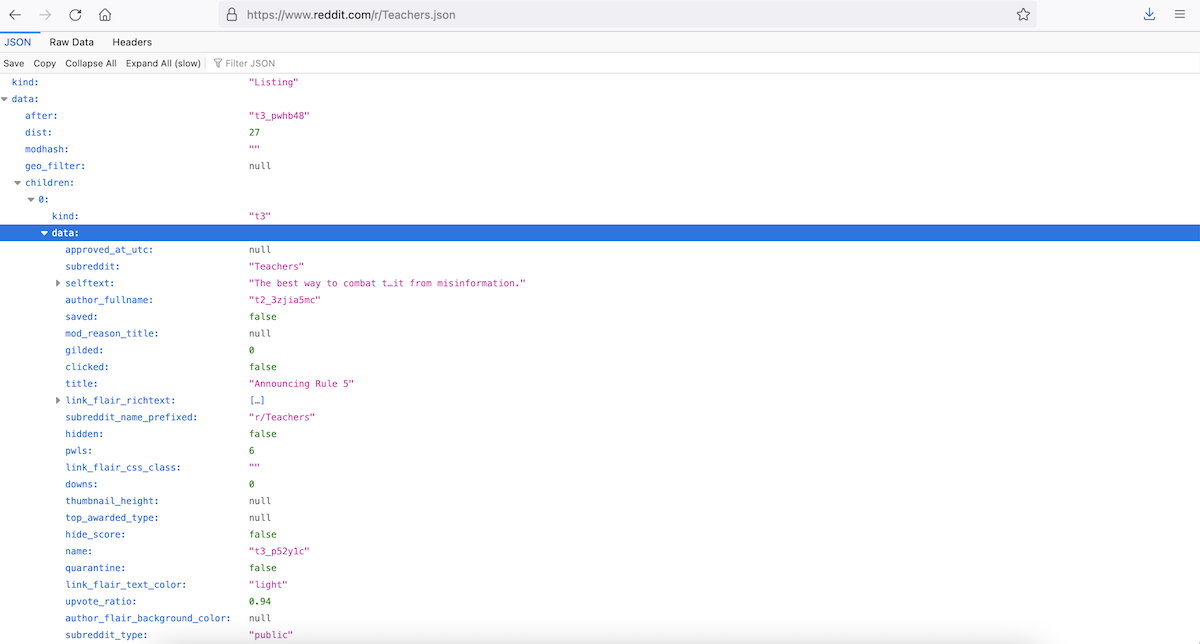 https://www.reddit.com/r/Teachers.json
JSON Raw Data Headers
Save Copy Collapse All Expand All (slow) Filter JSON
kind: "Listing"
data:
after: "t3_pwhb48"
dist: 27
modhash: ""
geo_filter: null
children:
0:
kind: "t3"
data:
approved_at_utc: null
subreddit: "Teachers"
selftext: "The best way to combat t…it from misinformation."
author_fullname: "t2_3zjia5mc"
saved: false
mod_reason_title: null
gilded: 0
clicked: false
title: "Announcing Rule 5"
link_flair_richtext: […]
subreddit_name_prefixed: "r/Teachers"
hidden: false
pwls: 6
link_flair_css_class: ""
downs: 0
thumbnail_height: null
top_awarded_type: null
hide_score: false
name: "t3_p52y1c"
quarantine: false
link_flair_text_color: "light"
upvote_ratio: 0.94
author_flair_background_color: null
subreddit_type: "public"